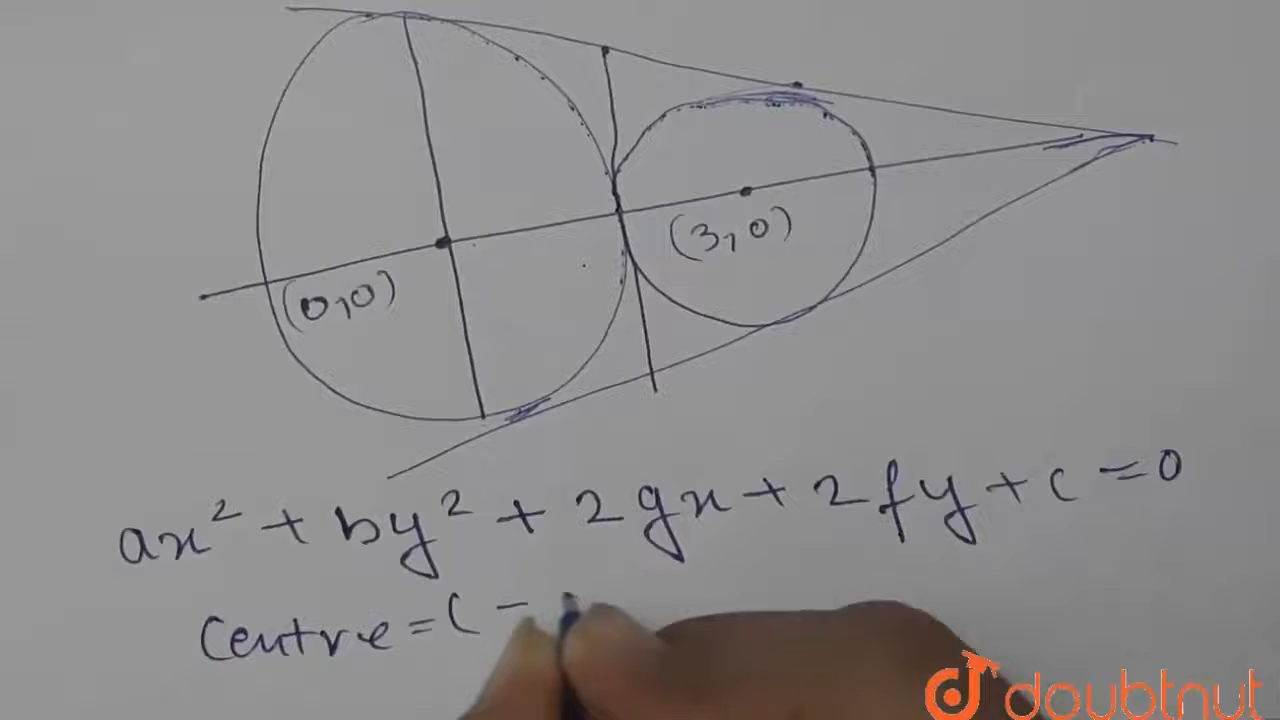 (0,0)
(3,0)
ax² + by² + 2gx + 2fy + c = 0
Centre = ( -
doubtnut